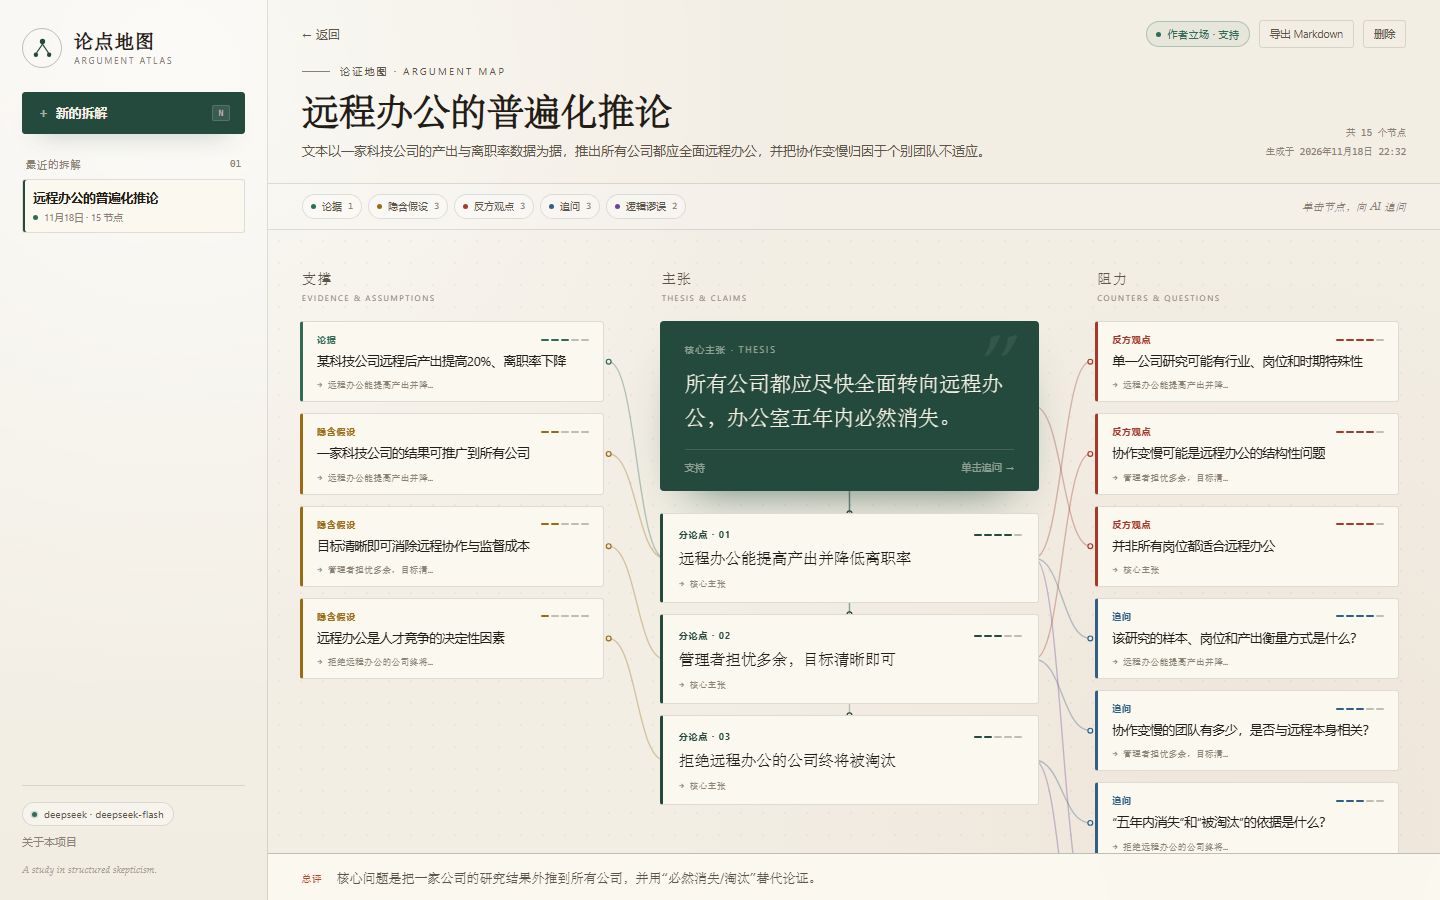 论点地图
ARGUMENT ATLAS
+ 新的拆解 N
最近的拆解 01
远程办公的普遍化推论
11月18日 · 15 节点
deepseek · deepseek-flash
关于本项目
A study in structured skepticism.
← 返回
作者立场 · 支持
导出 Markdown
删除
论证地图 · ARGUMENT MAP
远程办公的普遍化推论
文本以一家科技公司的产出与离职率数据为据，推出所有公司都应全面远程办公，并把协作变慢归因于个别团队不适应。
共 15 个节点
生成于 2026年11月18日 22:32
论据 1
隐含假设 3
反方观点 3
追问 3
逻辑谬误 2
单击节点，向 AI 追问
支撑
EVIDENCE & ASSUMPTIONS
论据
某科技公司远程后产出提高20%、离职率下降
→ 远程办公能提高产出并降…
隐含假设
一家科技公司的结果可推广到所有公司
→ 远程办公能提高产出并降…
隐含假设
目标清晰即可消除远程协作与监督成本
→ 管理者担忧多余，目标清…
隐含假设
远程办公是人才竞争的决定性因素
→ 拒绝远程办公的公司终将…
主张
THESIS & CLAIMS
核心主张 · THESIS
”
所有公司都应尽快全面转向远程办
公，办公室五年内必然消失。
支持
单击追问 →
分论点 · 01
远程办公能提高产出并降低离职率
→ 核心主张
分论点 · 02
管理者担忧多余，目标清晰即可
→ 核心主张
分论点 · 03
拒绝远程办公的公司终将被淘汰
→ 核心主张
阻力
COUNTERS & QUESTIONS
反方观点
单一公司研究可能有行业、岗位和时期特殊性
→ 远程办公能提高产出并降…
反方观点
协作变慢可能是远程办公的结构性问题
→ 管理者担忧多余，目标清…
反方观点
并非所有岗位都适合远程办公
→ 核心主张
追问
该研究的样本、岗位和产出衡量方式是什么？
→ 远程办公能提高产出并降…
追问
协作变慢的团队有多少，是否与远程本身相关？
→ 管理者担忧多余，目标清…
追问
“五年内消失”和“被淘汰”的依据是什么？
→ 拒绝远程办公的公司终将…
总评 核心问题是把一家公司的研究结果外推到所有公司，并用“必然消失/淘汰”替代论证。